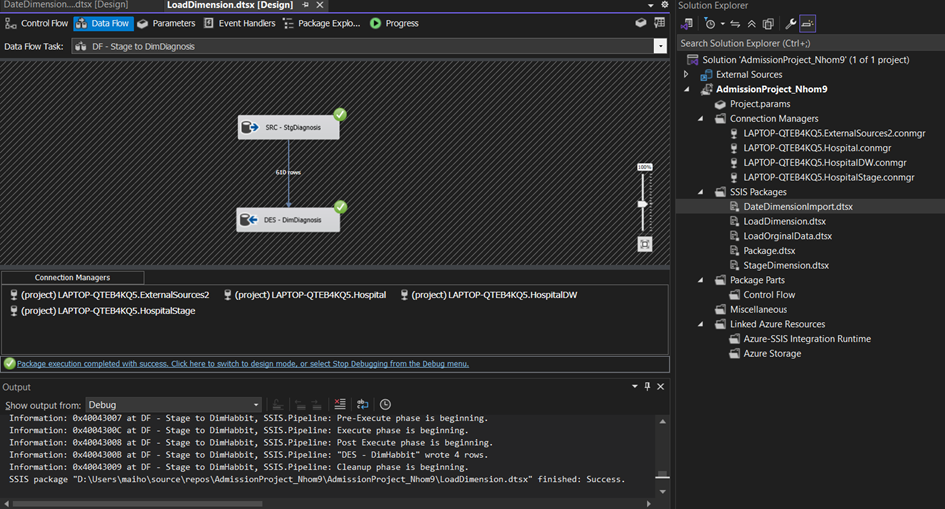 DateDimension....dtsx [Design]
LoadDimension.dtsx [Design]
Control Flow
Data Flow
Parameters
Event Handlers
Package Explo...
Progress
Data Flow Task:
DF - Stage to DimDiagnosis
SRC - StgDiagnosis
610 rows
DES - DimDiagnosis
100%
Connection Managers
(project) LAPTOP-QTEB4KQ5.ExternalSources2
(project) LAPTOP-QTEB4KQ5.Hospital
(project) LAPTOP-QTEB4KQ5.HospitalDW
(project) LAPTOP-QTEB4KQ5.HospitalStage
Package execution completed with success. Click here to switch to design mode, or select Stop Debugging from the Debug menu.
Output
Show output from:
Debug
Information: 0x40043007 at DF - Stage to DimHabbit, SSIS.Pipeline: Pre-Execute phase is beginning.
Information: 0x4004300C at DF - Stage to DimHabbit, SSIS.Pipeline: Execute phase is beginning.
Information: 0x40043008 at DF - Stage to DimHabbit, SSIS.Pipeline: Post Execute phase is beginning.
Information: 0x4004300B at DF - Stage to DimHabbit, SSIS.Pipeline: "DES - DimHabbit" wrote 4 rows.
Information: 0x40043009 at DF - Stage to DimHabbit, SSIS.Pipeline: Cleanup phase is beginning.
SSIS package "D:\Users\maiho\source\repos\AdmissionProject_Nhom9\AdmissionProject_Nhom9\LoadDimension.dtsx" finished: Success.
Solution Explorer
Search Solution Explorer (Ctrl+;)
Solution 'AdmissionProject_Nhom9' (1 of 1 project)
External Sources
AdmissionProject_Nhom9
Project.params
Connection Managers
LAPTOP-QTEB4KQ5.ExternalSources2.conmgr
LAPTOP-QTEB4KQ5.Hospital.conmgr
LAPTOP-QTEB4KQ5.HospitalDW.conmgr
LAPTOP-QTEB4KQ5.HospitalStage.conmgr
SSIS Packages
DateDimensionImport.dtsx
LoadDimension.dtsx
LoadOrginalData.dtsx
Package.dtsx
StageDimension.dtsx
Package Parts
Control Flow
Miscellaneous
Linked Azure Resources
Azure-SSIS Integration Runtime
Azure Storage